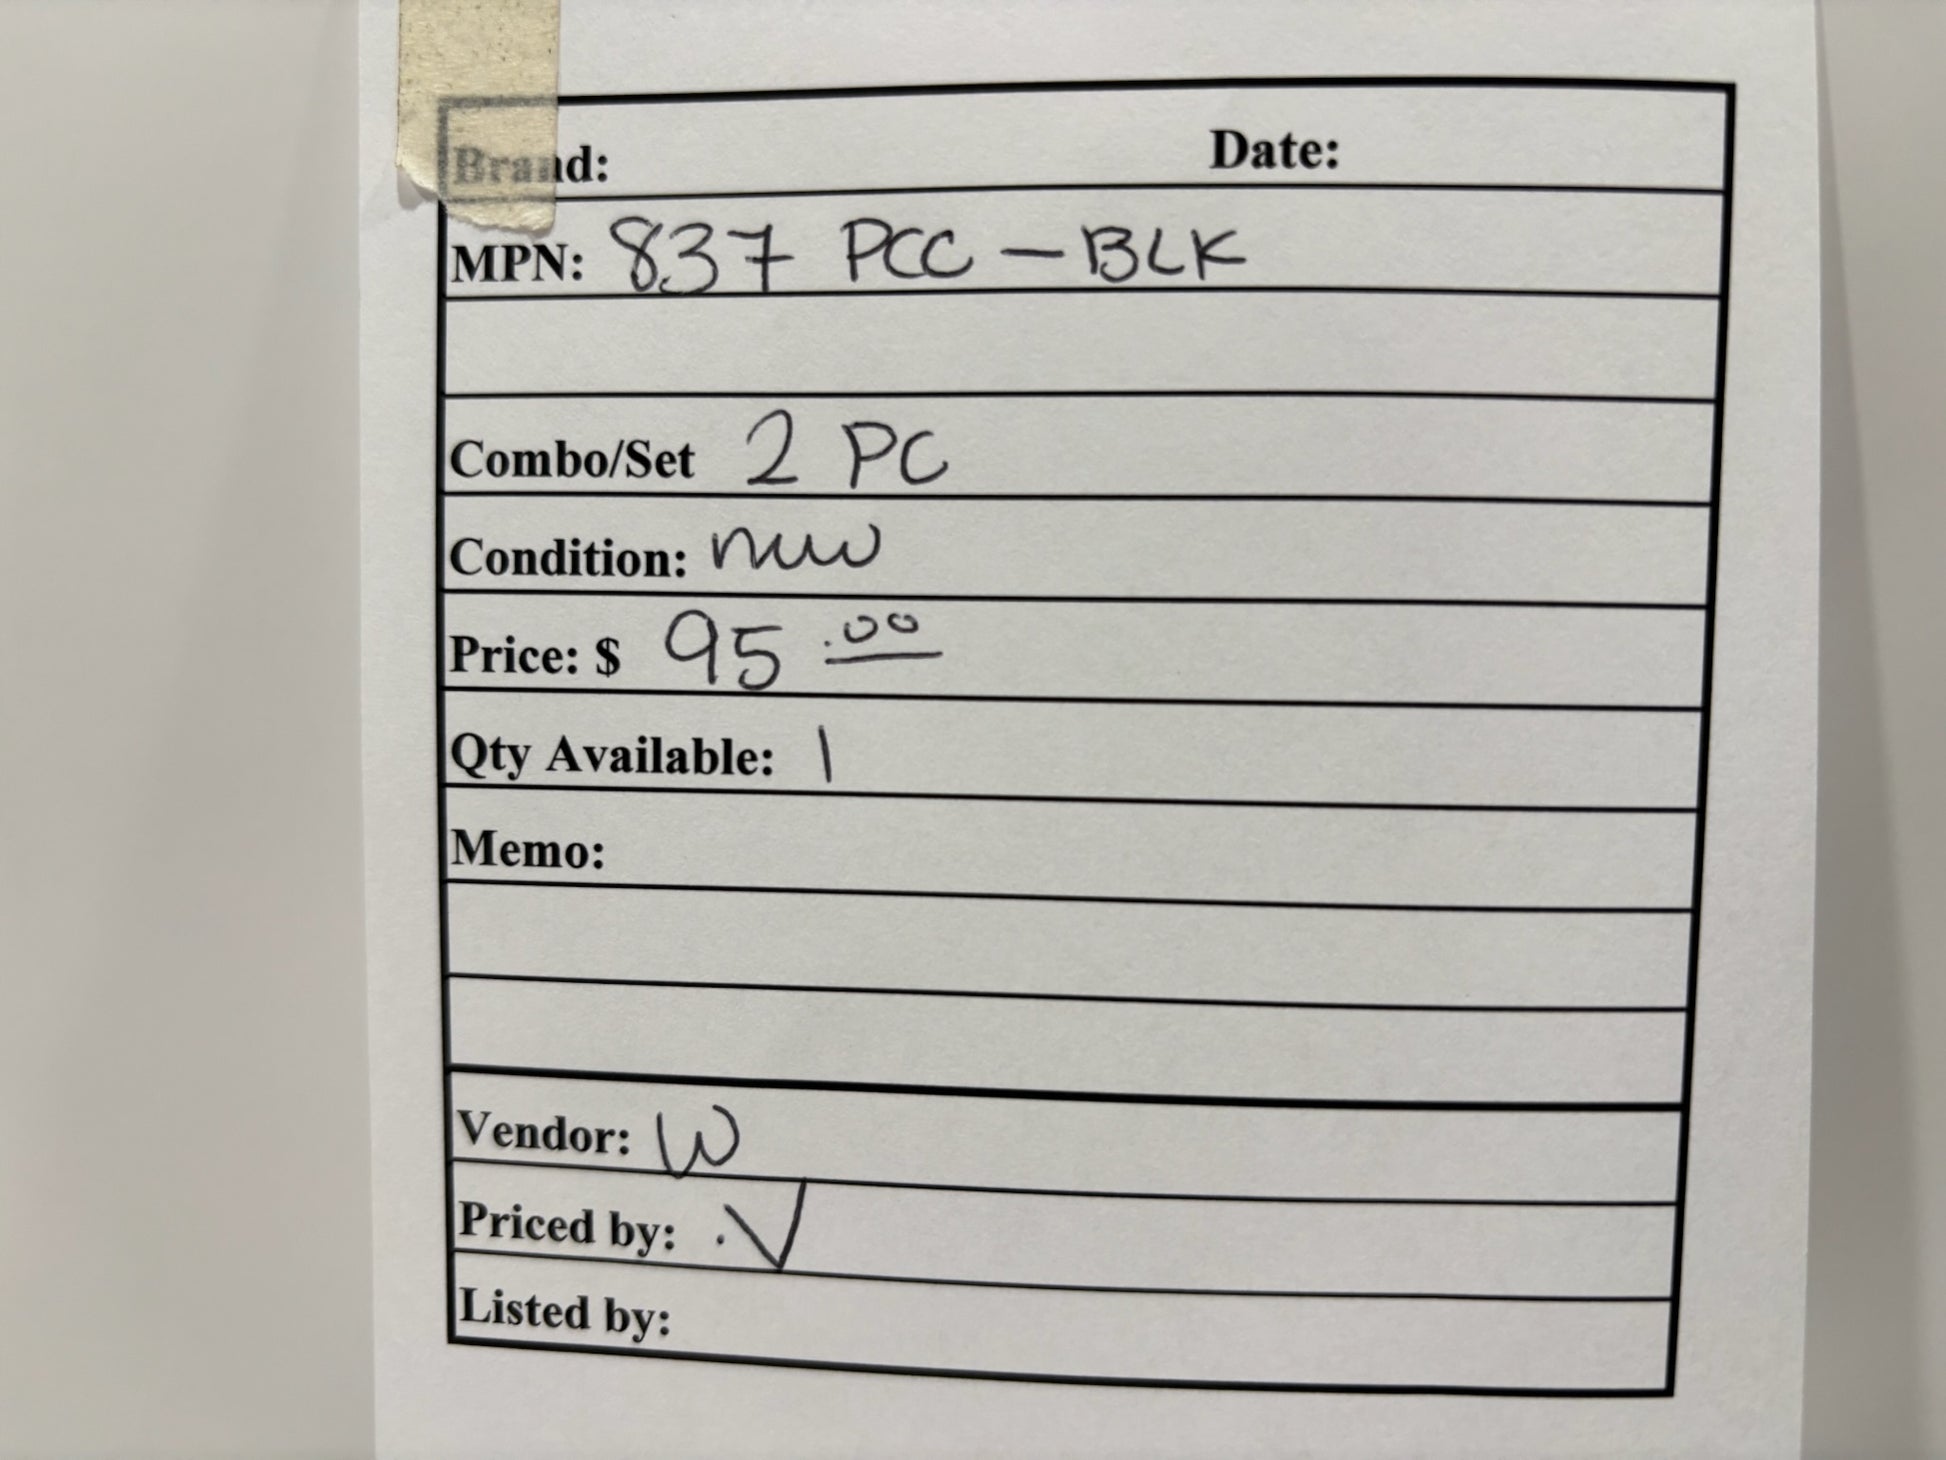 Brand: Date:
MPN: 837 PCC - BLK
Combo/Set 2 PC
Condition: new
Price: $ 95.00
Qty Available: 1
Memo:
Vendor: W
Priced by: .V
Listed by: